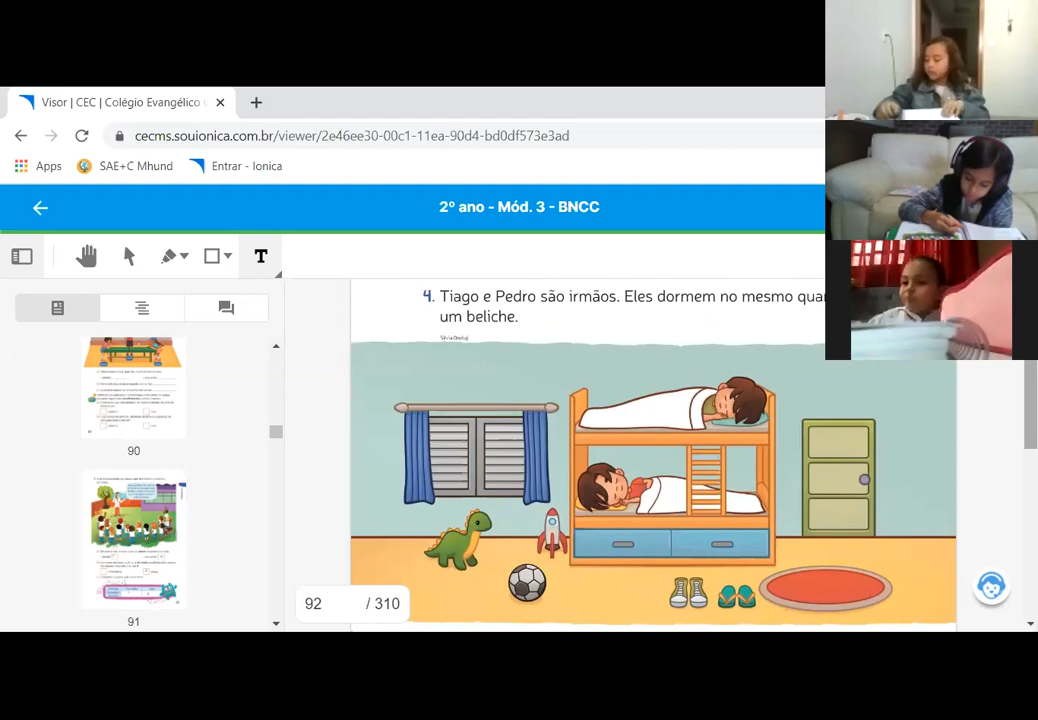 Visor | CEC | Colégio Evangélico
cecms.souionica.com.br/viewer/2e46ee30-00c1-11ea-90d4-bd0df573e3ad
Apps
SAE+C Mhund
Entrar - Ionica
2º ano - Mód. 3 - BNCC
T
4. Tiago e Pedro são irmãos. Eles dormem no mesmo qua
um beliche.
90
91
92 / 310